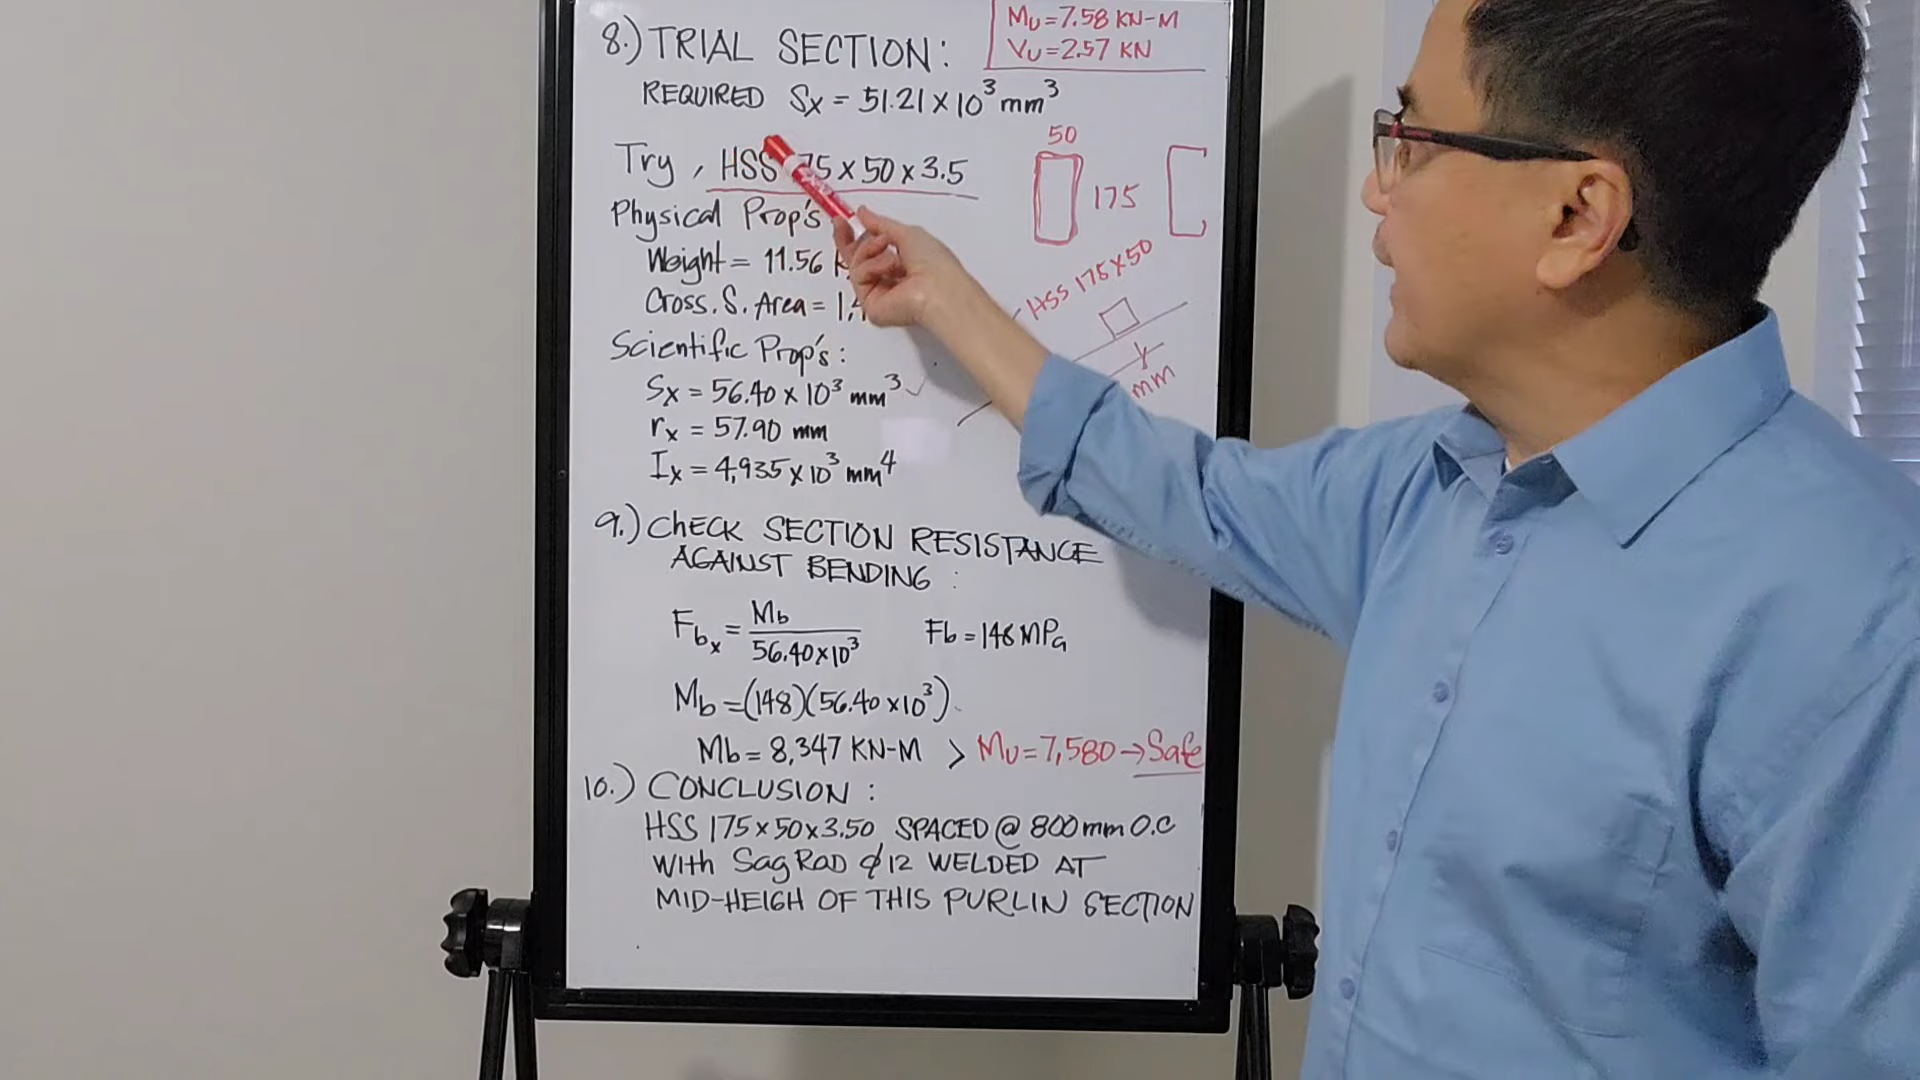 8.) TRIAL SECTION:
MU=7.58 KN-M
VU=2.57 KN
REQUIRED Sx = 51.21 x 10³ mm³
Try, HSS 75 x 50 x 3.5
50
175
Physical Prop's
Weight = 11.56
Cross. S. Area =
HSS 175x50
mm
Scientific Prop's:
Sx = 56.40 x 10³ mm³ ✓
rx = 57.90 mm
Ix = 4,935 x 10³ mm⁴
9.) CHECK SECTION RESISTANCE
AGAINST BENDING:
Fbx = Mb / 56.40x10³ Fb = 148 MPa
Mb = (148)(56.40 x 10³)
Mb = 8,347 KN-M > MU = 7,580 → Safe
10.) CONCLUSION:
HSS 175x50x3.50 SPACED @ 800mm O.C
WITH Sag ROD ϕ12 WELDED AT
MID-HEIGH OF THIS PURLIN SECTION